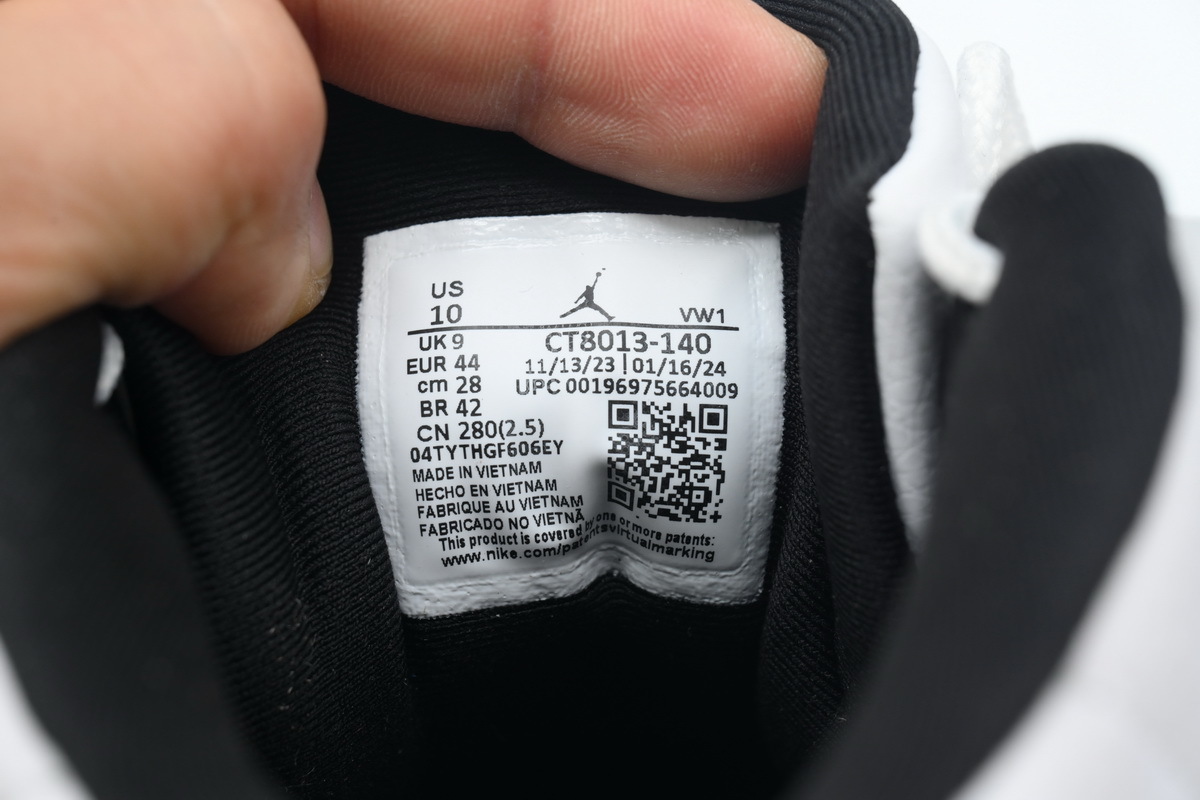 US
10
VW1
UK 9
CT8013-140
EUR 44
11/13/23 | 01/16/24
cm 28
UPC 00196975664009
BR 42
CN 280(2.5)
04TYTHGF606EY
MADE IN VIETNAM
HECHO EN VIETNAM
FABRIQUE AU VIETNAM
FABRICADO NO VIETNÃ
This product is covered by one or more patents:
www.nike.com/patentsvirtualmarking